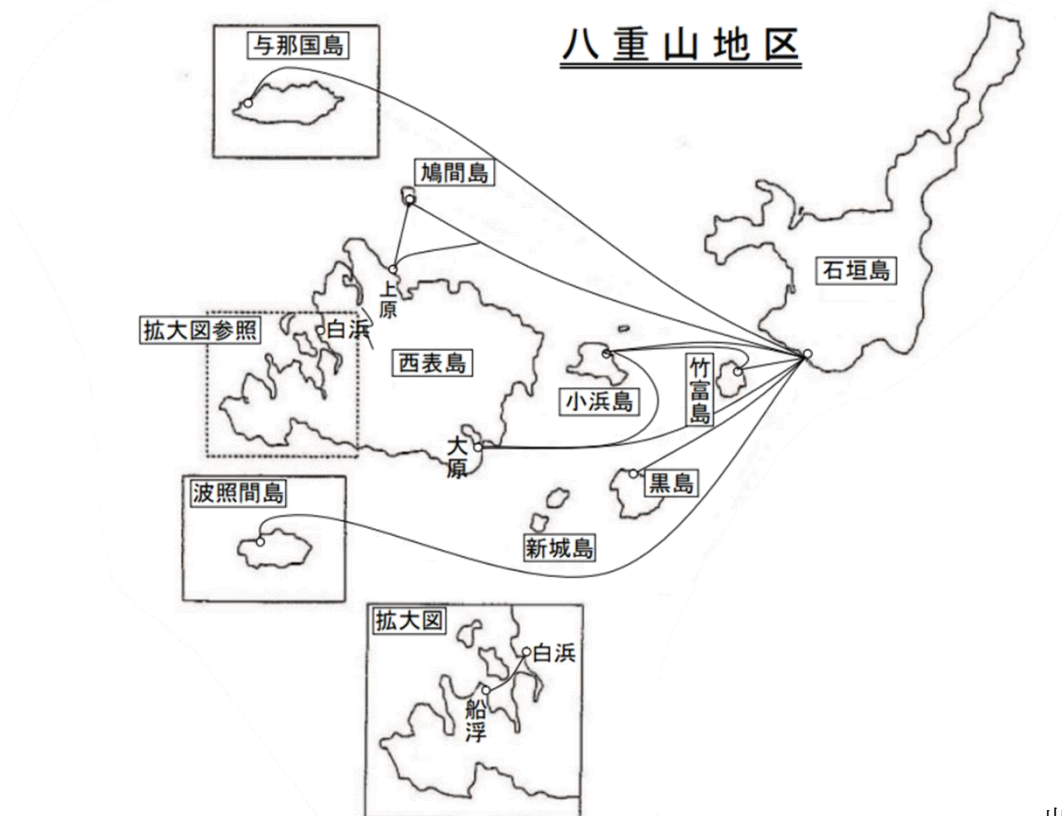 八重山地区
与那国島
鳩間島
石垣島
上原
拡大図参照
白浜
西表島
竹富島
小浜島
大原
黒島
波照間島
新城島
拡大図
白浜
船浮